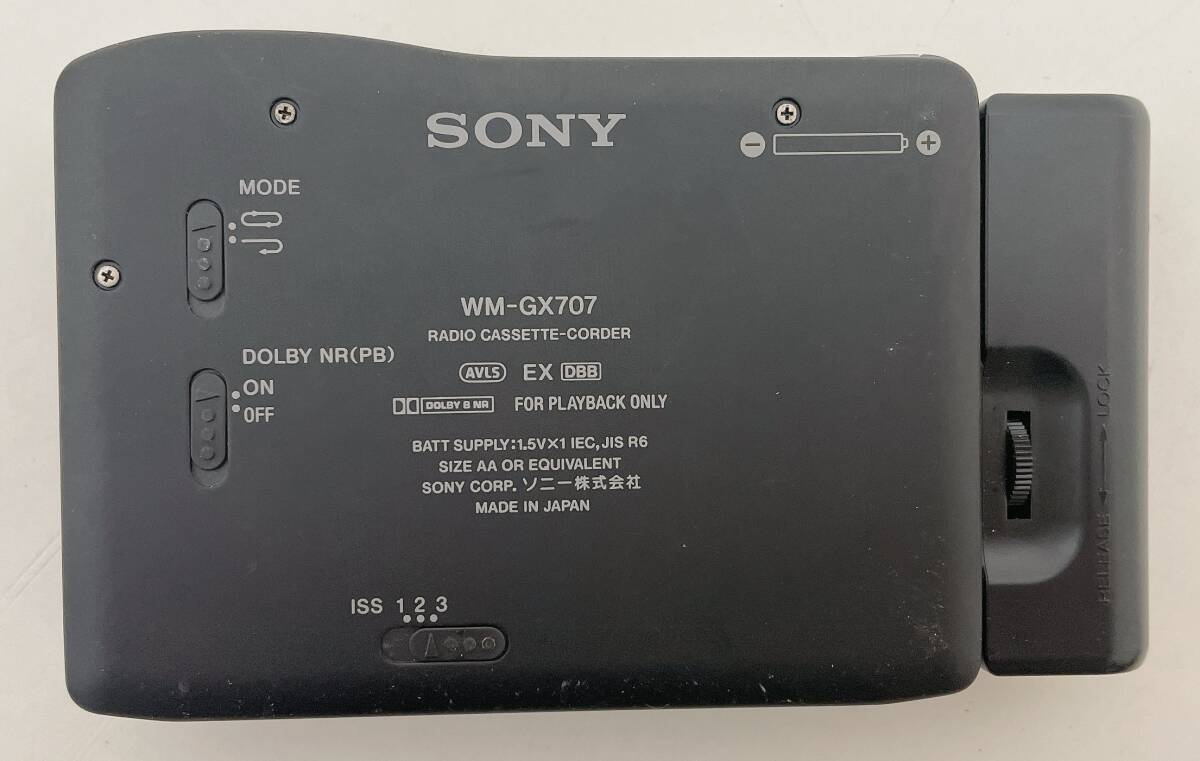 SONY
MODE
WM-GX707
RADIO CASSETTE-CORDER
DOLBY NR(PB)
ON
OFF
AVLS EX DBB
DOLBY B NR FOR PLAYBACK ONLY
BATT SUPPLY:1.5V×1 IEC,JIS R6
SIZE AA OR EQUIVALENT
SONY CORP. ソニー株式会社
MADE IN JAPAN
ISS 1 2 3
RELEASE ◄──► LOCK